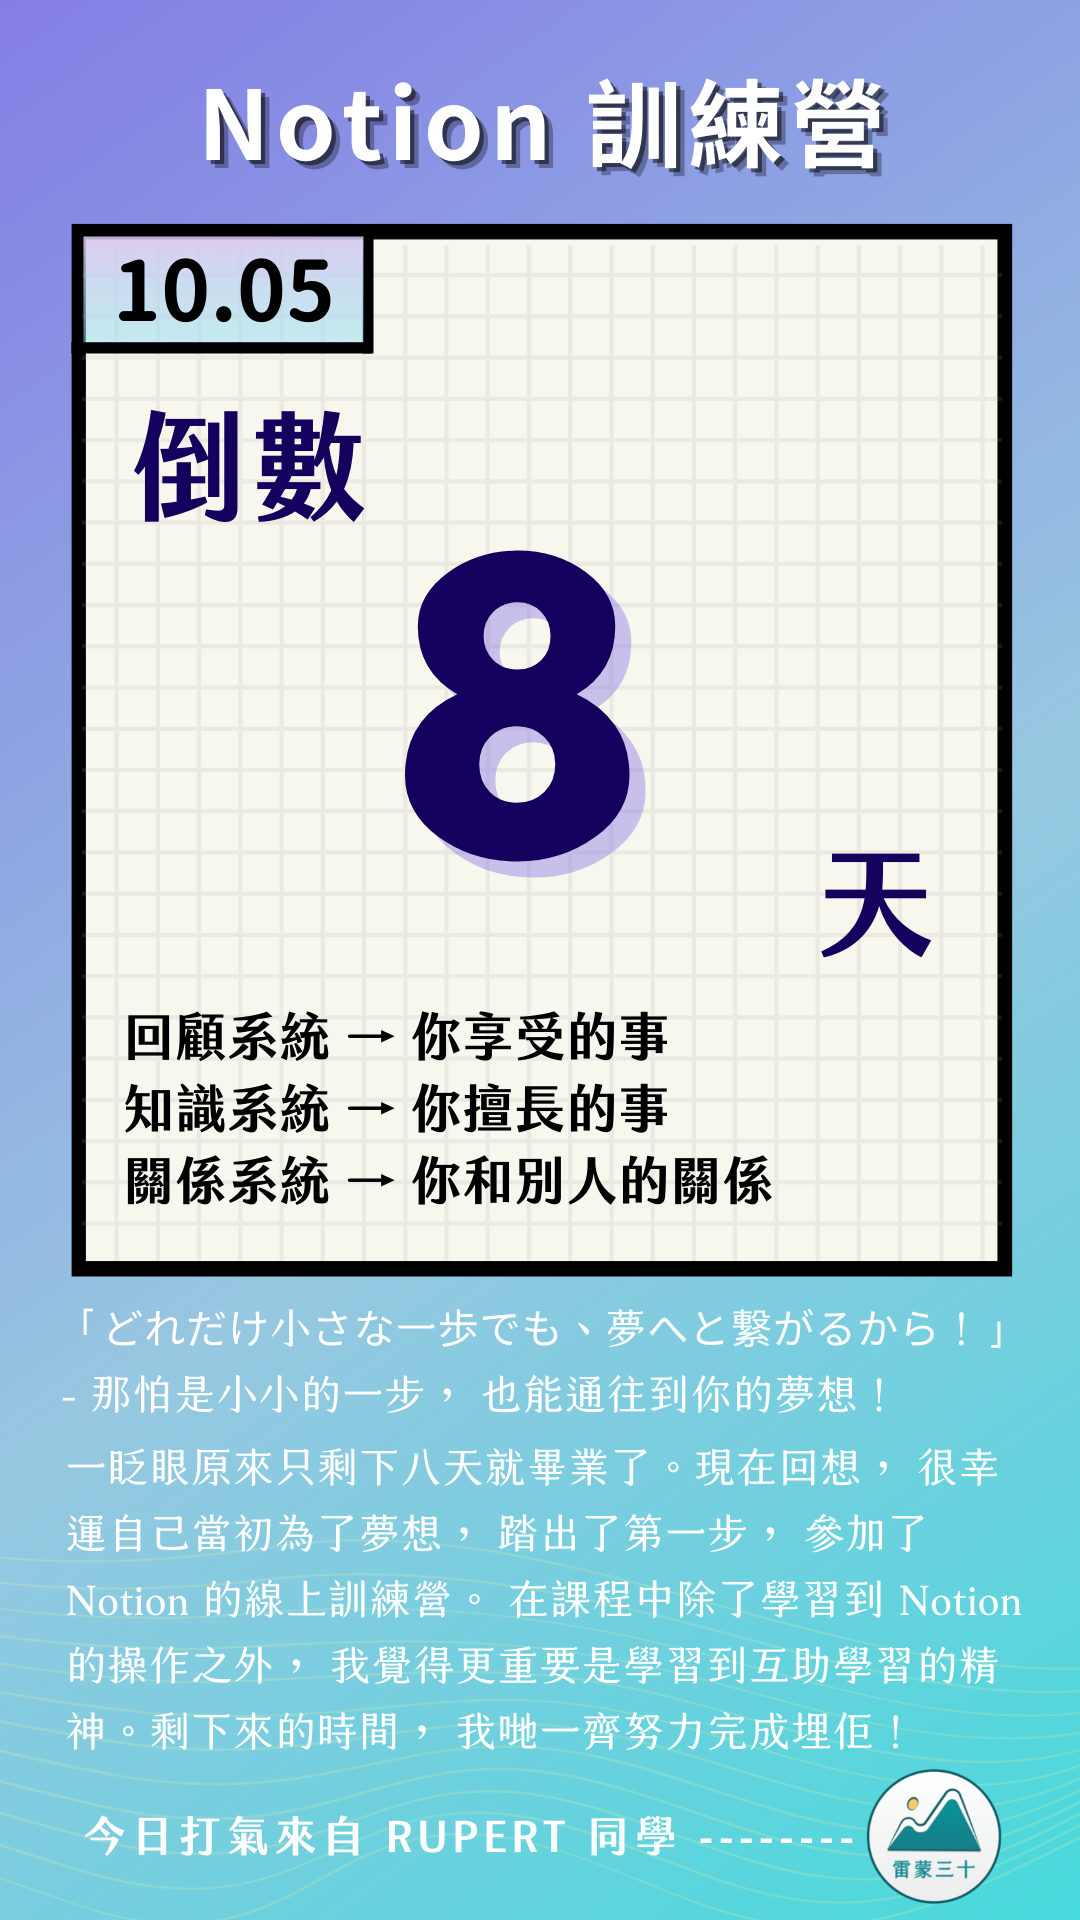 Notion 訓練營
10.05
倒數
8
天
回顧系統 → 你享受的事
知識系統 → 你擅長的事
關係系統 → 你和別人的關係
「どれだけ小さな一歩でも、夢へと繋がるから！」
- 那怕是小小的一步， 也能通往到你的夢想！
一眨眼原來只剩下八天就畢業了。現在回想， 很幸
運自己當初為了夢想， 踏出了第一步， 參加了
Notion 的線上訓練營。 在課程中除了學習到 Notion
的操作之外， 我覺得更重要是學習到互助學習的精
神。剩下來的時間， 我哋一齊努力完成埋佢！
今日打氣來自 RUPERT 同學 --------
雷蒙三十